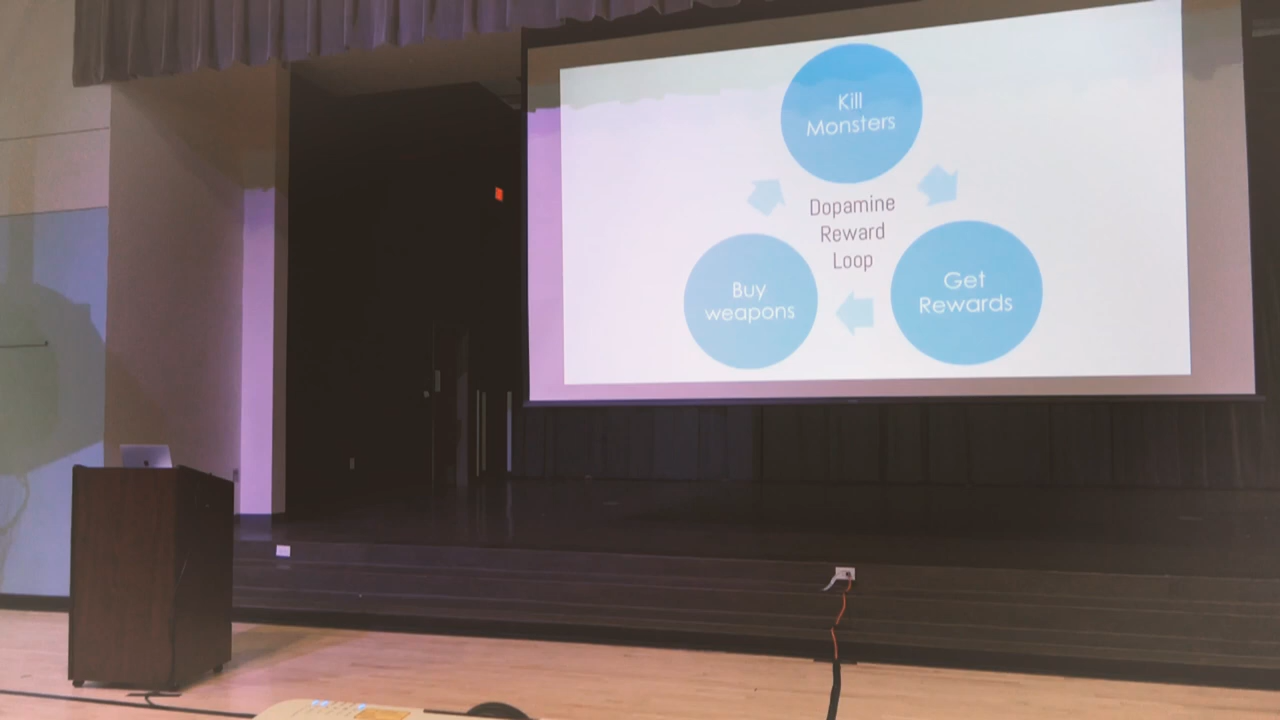 Kill
Monsters
Dopamine
Reward
Loop
Get
Rewards
Buy
weapons